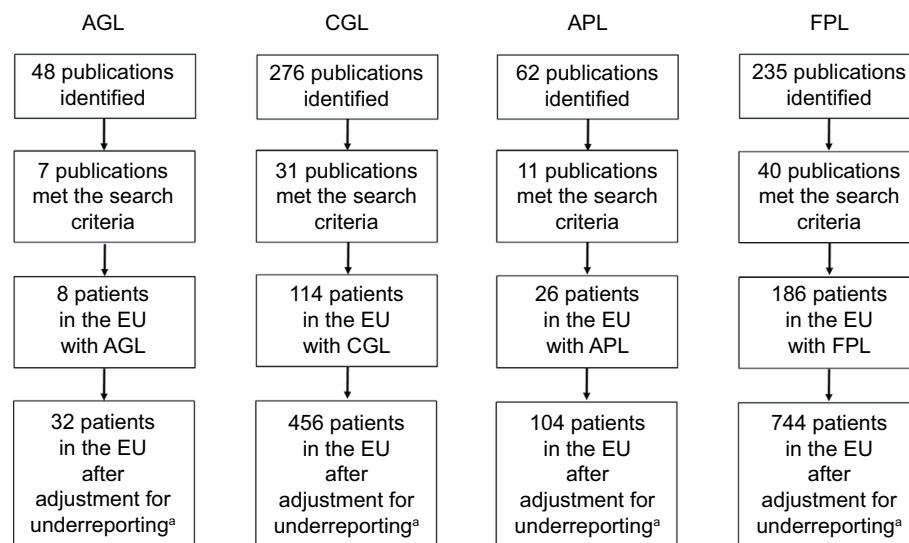 AGL
48 publications
identified
7 publications
met the search
criteria
8 patients
in the EU
with AGL
32 patients
in the EU
after
adjustment for
underreportingᵃ
CGL
276 publications
identified
31 publications
met the search
criteria
114 patients
in the EU
with CGL
456 patients
in the EU
after
adjustment for
underreportingᵃ
APL
62 publications
identified
11 publications
met the search
criteria
26 patients
in the EU
with APL
104 patients
in the EU
after
adjustment for
underreportingᵃ
FPL
235 publications
identified
40 publications
met the search
criteria
186 patients
in the EU
with FPL
744 patients
in the EU
after
adjustment for
underreportingᵃ